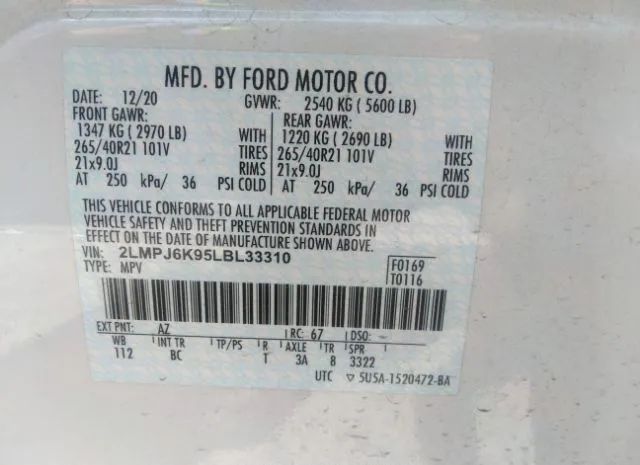 MFD. BY FORD MOTOR CO.
DATE: 12/20 GVWR: 2540 KG ( 5600 LB)
FRONT GAWR: REAR GAWR:
1347 KG ( 2970 LB) WITH 1220 KG ( 2690 LB) WITH
265/40R21 101V TIRES 265/40R21 101V TIRES
21x9.0J RIMS 21x9.0J RIMS
AT 250 kPa/ 36 PSI COLD AT 250 kPa/ 36 PSI COLD
THIS VEHICLE CONFORMS TO ALL APPLICABLE FEDERAL MOTOR
VEHICLE SAFETY AND THEFT PREVENTION STANDARDS IN
EFFECT ON THE DATE OF MANUFACTURE SHOWN ABOVE.
VIN: 2LMPJ6K95LBL33310
TYPE: MPV F0169
T0116
EXT PNT: AZ RC: 67 DSO: --
WB INT TR TP/PS R AXLE TR SPR
112 BC T 3A 8 3322
UTC ▽ 5U5A-1520472-BA